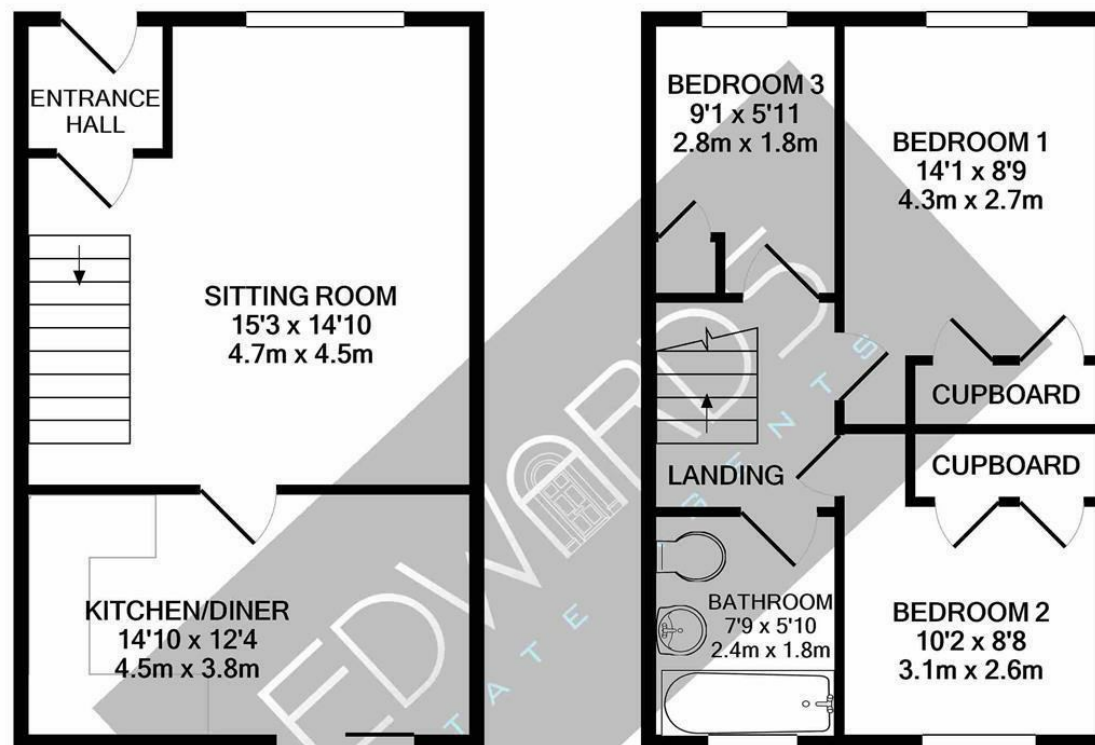 ENTRANCE
HALL
SITTING ROOM
15'3 x 14'10
4.7m x 4.5m
KITCHEN/DINER
14'10 x 12'4
4.5m x 3.8m
BEDROOM 3
9'1 x 5'11
2.8m x 1.8m
BEDROOM 1
14'1 x 8'9
4.3m x 2.7m
CUPBOARD
CUPBOARD
LANDING
BATHROOM
7'9 x 5'10
2.4m x 1.8m
BEDROOM 2
10'2 x 8'8
3.1m x 2.6m
EDWARDS
ESTATE AGENTS